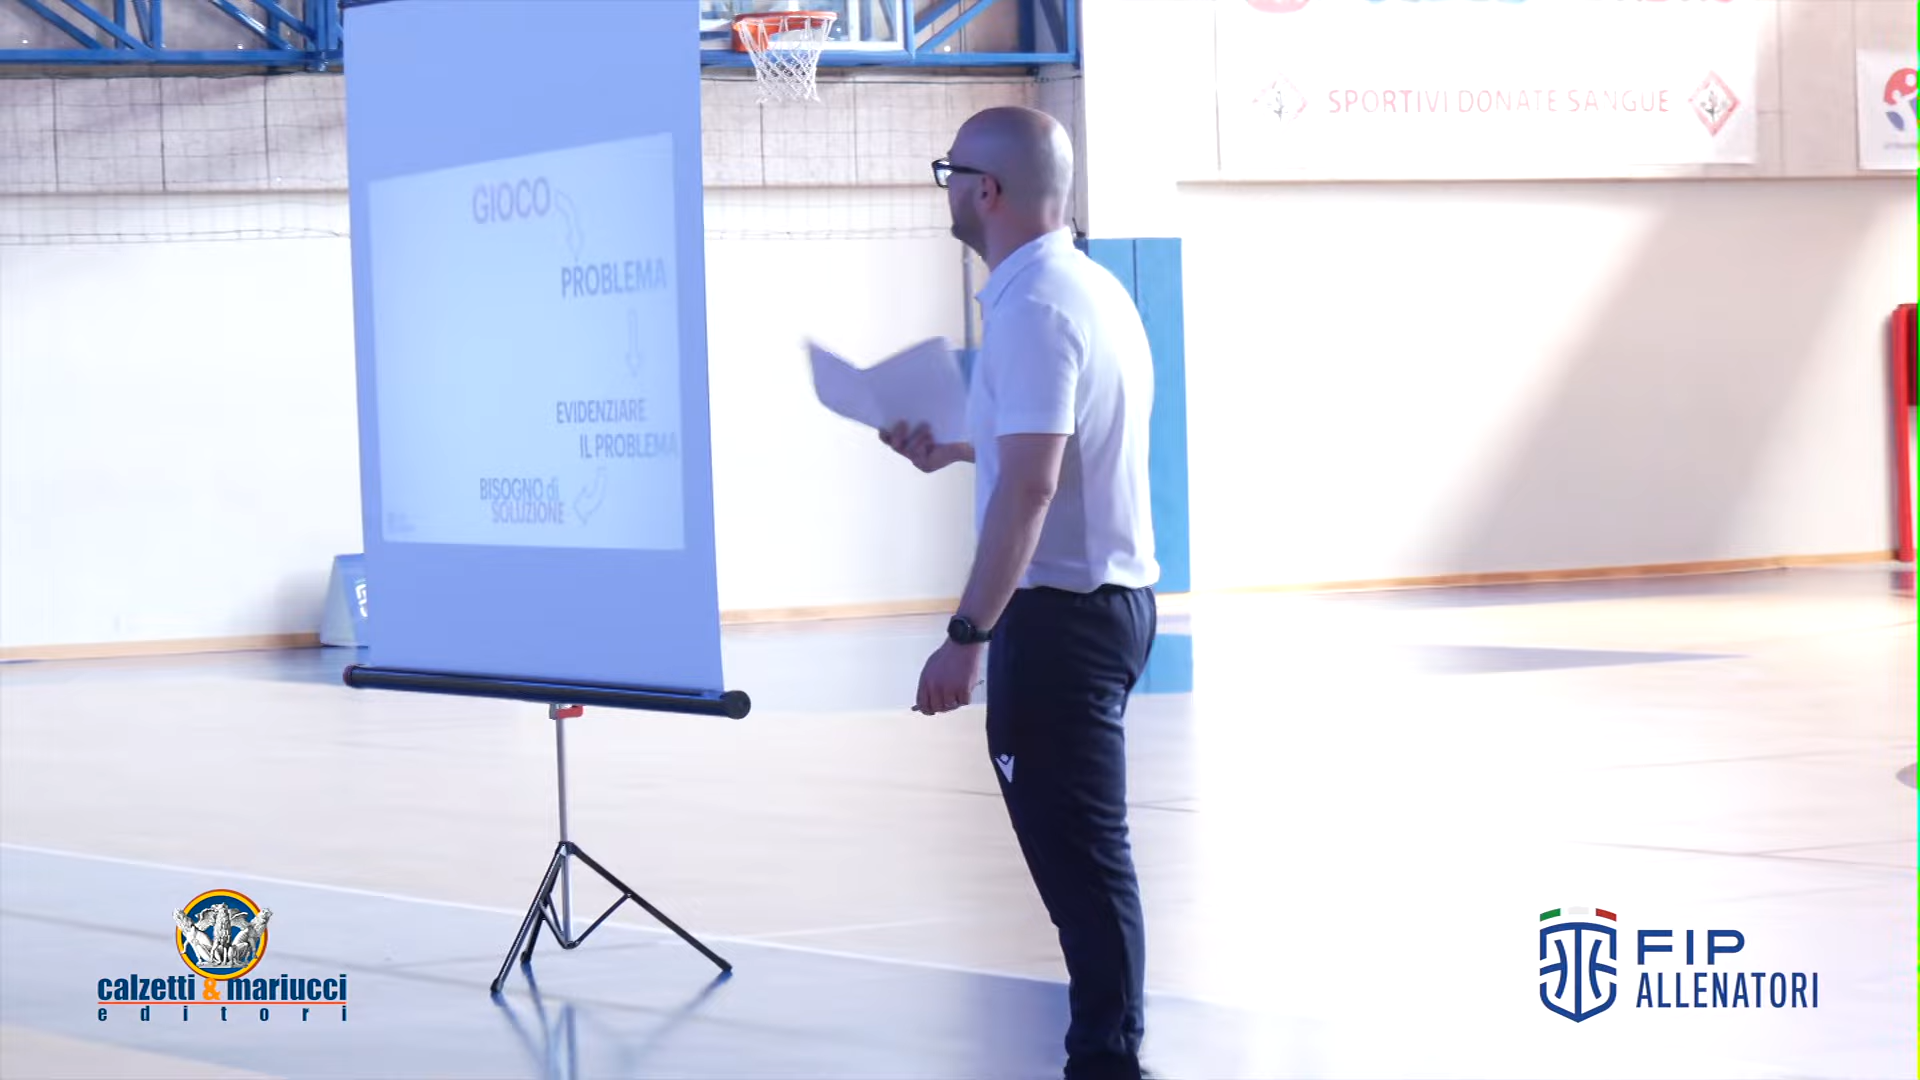 SPORTIVI DONATE SANGUE
GIOCO
PROBLEMA
EVIDENZIARE
IL PROBLEMA
BISOGNO di
SOLUZIONE
calzetti & mariucci
editori
FIP
ALLENATORI